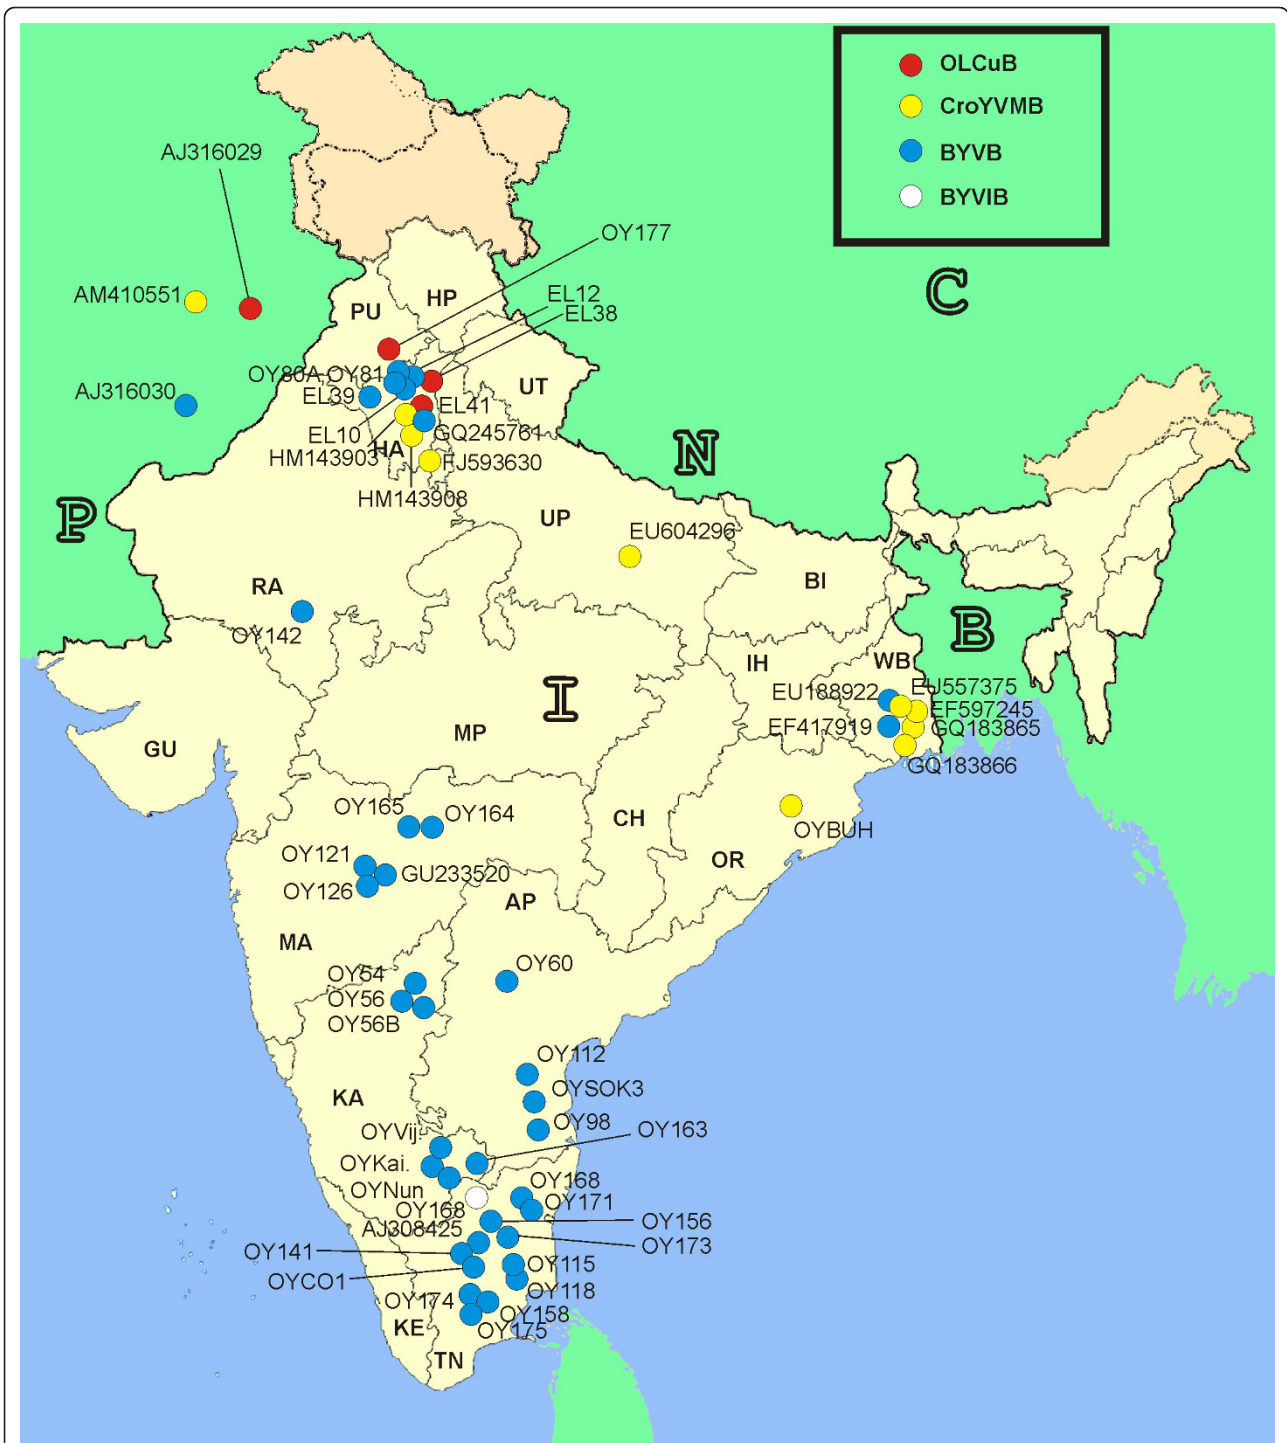 OLCuB
CroYVMB
BYVB
BYVIB
AJ316029
OY177
C
AM410551
HP
EL12
PU
EL38
OY80A,OY81
UT
AJ316030
EL39
EL41
EL10
GQ245761
HA
HM143903
FJ593630
N
HM143908
P
UP
EU604296
BI
RA
B
OY142
IH
WB
EU188922
EU557375
I
EF597245
EF417919
GQ183865
MP
GU
GQ183866
OY165
OY164
CH
OYBUH
OY121
OR
GU233520
OY126
AP
MA
OY60
OY54
OY56
OY56B
OY112
OYSOK3
KA
OY98
OYVij.
OY163
OYKai.
OYNun
OY168
OY168
OY171
OY156
AJ308425
OY173
OY141
OY115
OYCO1
OY118
OY174
OY158
KE
OY175
TN